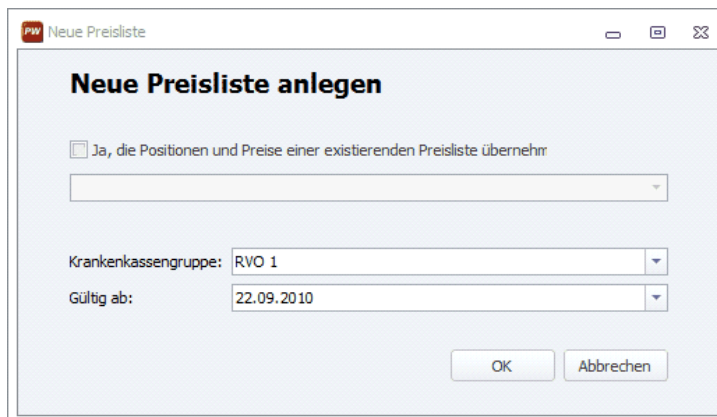 PW Neue Preisliste
Neue Preisliste anlegen
Ja, die Positionen und Preise einer existierenden Preisliste übernehm
Krankenkassengruppe: RVO 1
Gültig ab: 22.09.2010
OK Abbrechen